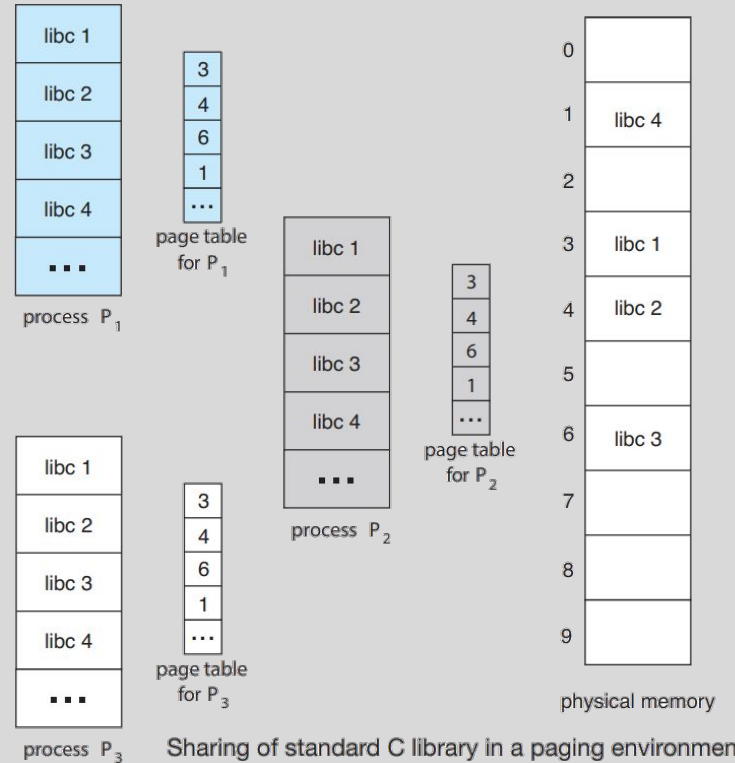 libc 1
libc 2
libc 3
libc 4
...
process P1
3
4
6
1
...
page table
for P1
libc 1
libc 2
libc 3
libc 4
...
process P2
3
4
6
1
...
page table
for P2
libc 1
libc 2
libc 3
libc 4
...
process P3
3
4
6
1
...
page table
for P3
0
1 libc 4
2
3 libc 1
4 libc 2
5
6 libc 3
7
8
9
physical memory
Sharing of standard C library in a paging environmen